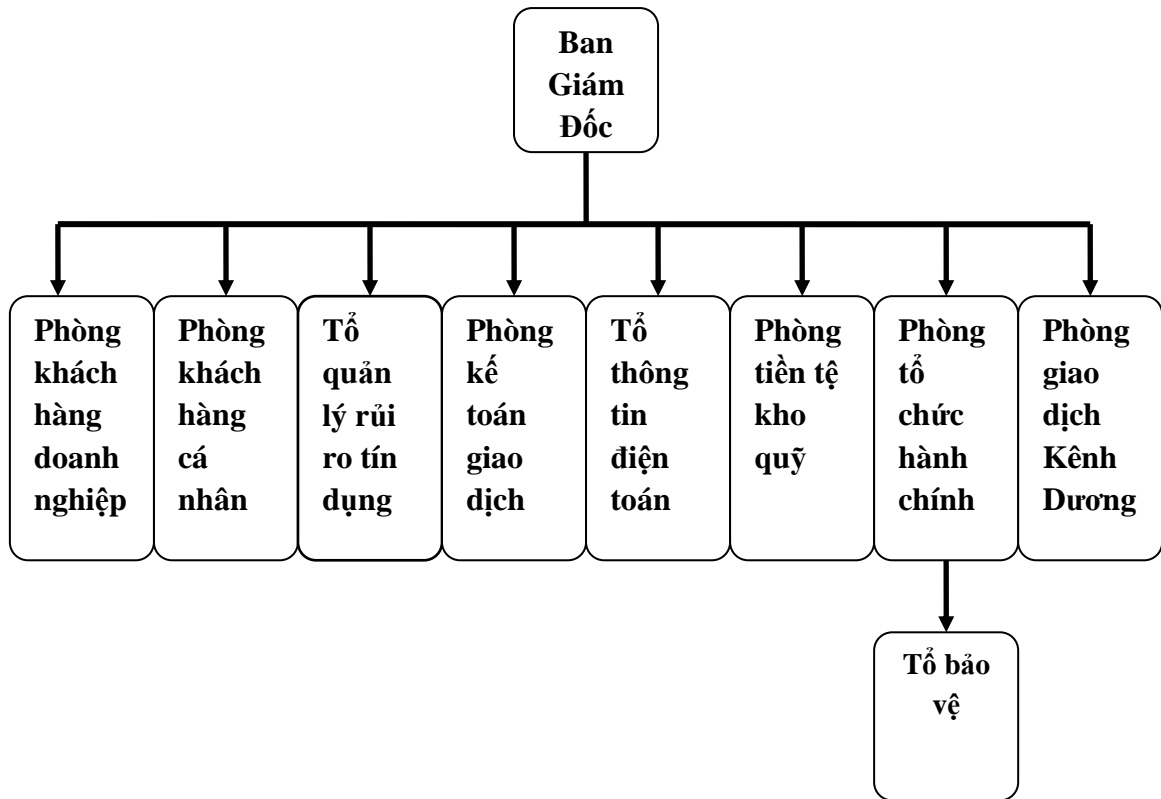 Ban
Giám
Đốc
Phòng
khách
hàng
doanh
nghiệp
Phòng
khách
hàng
cá
nhân
Tổ
quản
lý rủi
ro tín
dụng
Phòng
kế
toán
giao
dịch
Tổ
thông
tin
điện
toán
Phòng
tiền tệ
kho
quỹ
Phòng
tổ
chức
hành
chính
Phòng
giao
dịch
Kênh
Dương
Tổ bảo
vệ